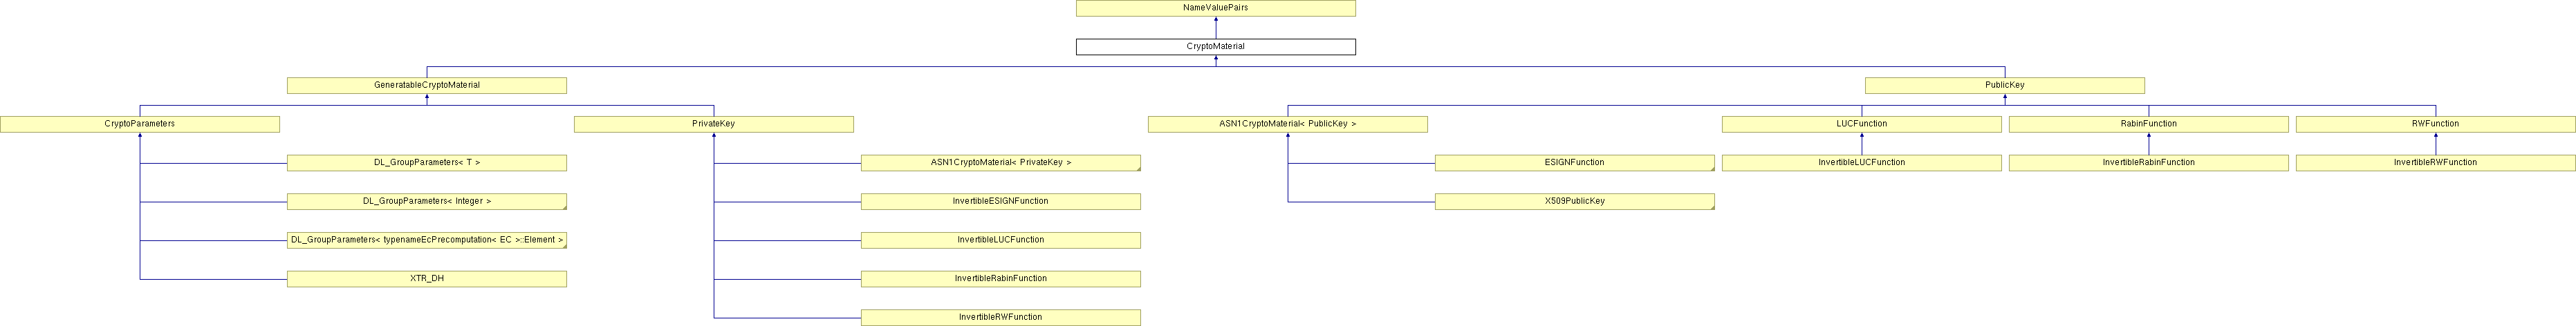 NameValuePairs
CryptoMaterial
GeneratableCryptoMaterial
PublicKey
CryptoParameters
PrivateKey
ASN1CryptoMaterial< PublicKey >
LUCFunction
RabinFunction
RWFunction
DL_GroupParameters< T >
ASN1CryptoMaterial< PrivateKey >
ESIGNFunction
InvertibleLUCFunction
InvertibleRabinFunction
InvertibleRWFunction
DL_GroupParameters< Integer >
InvertibleESIGNFunction
X509PublicKey
DL_GroupParameters< typenameEcPrecomputation< EC >::Element >
InvertibleLUCFunction
XTR_DH
InvertibleRabinFunction
InvertibleRWFunction